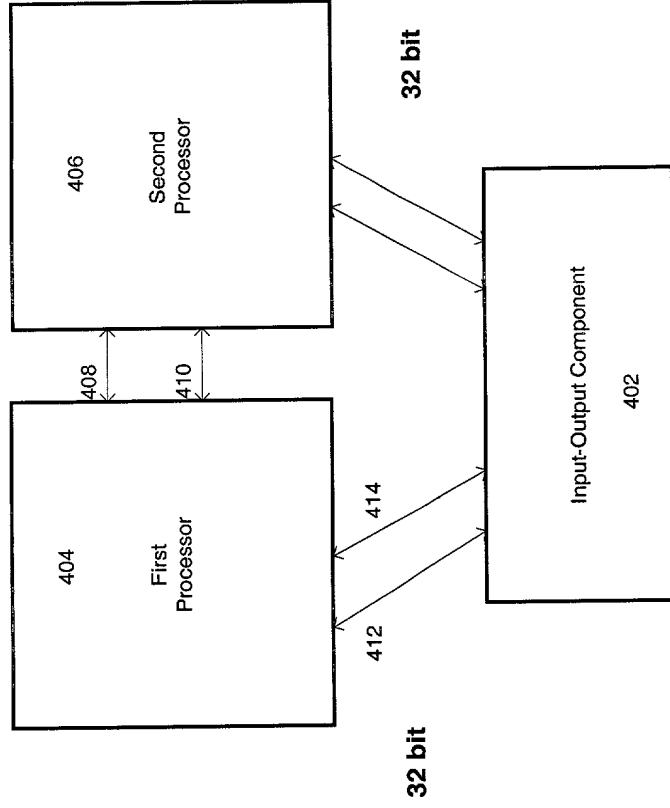 404
First
Processor
408
410
406
Second
Processor
412
414
32 bit
32 bit
Input-Output Component
402